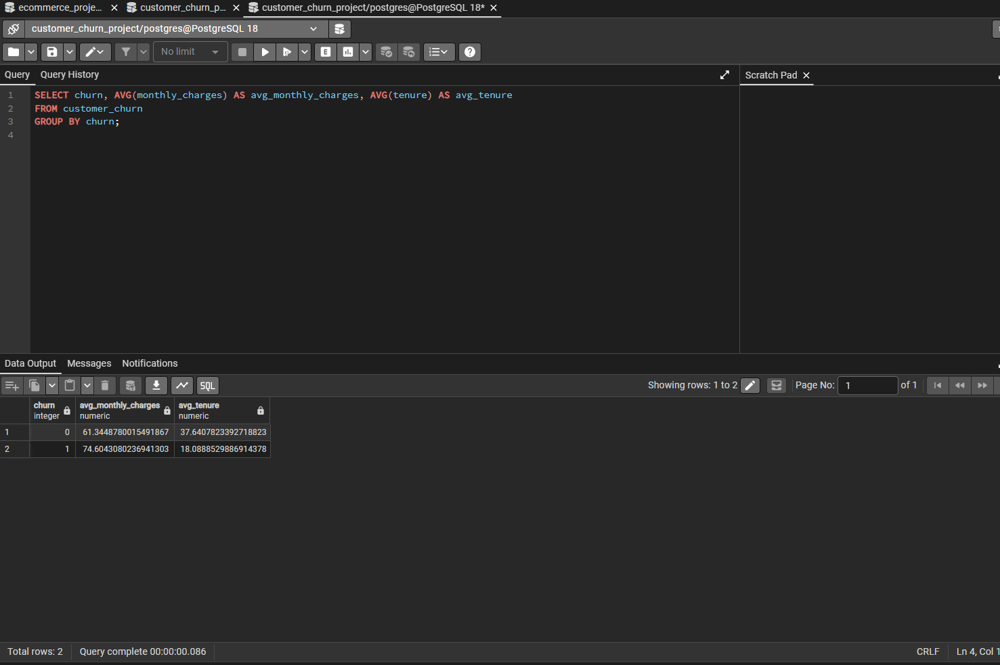 ecommerce_proje... customer_churn_p... customer_churn_project/postgres@PostgreSQL 18*
customer_churn_project/postgres@PostgreSQL 18
No limit E
Query Query History Scratch Pad
1 SELECT churn, AVG(monthly_charges) AS avg_monthly_charges, AVG(tenure) AS avg_tenure
2 FROM customer_churn
3 GROUP BY churn;
4
Data Output Messages Notifications
SQL Showing rows: 1 to 2 Page No: 1 of 1
churn avg_monthly_charges avg_tenure
integer numeric numeric
1 0 61.3448780015491867 37.6407823392718823
2 1 74.6043080236941303 18.0888529886914378
Total rows: 2 Query complete 00:00:00.086 CRLF Ln 4, Col 1